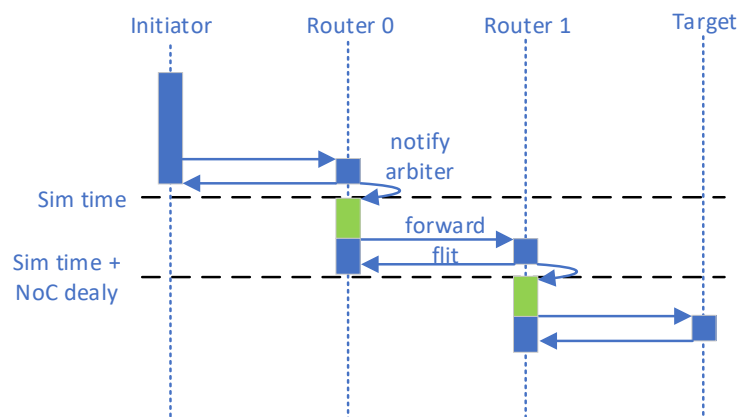 Initiator
Router 0
Router 1
Target
notify
arbiter
Sim time
forward
flit
Sim time +
NoC dealy